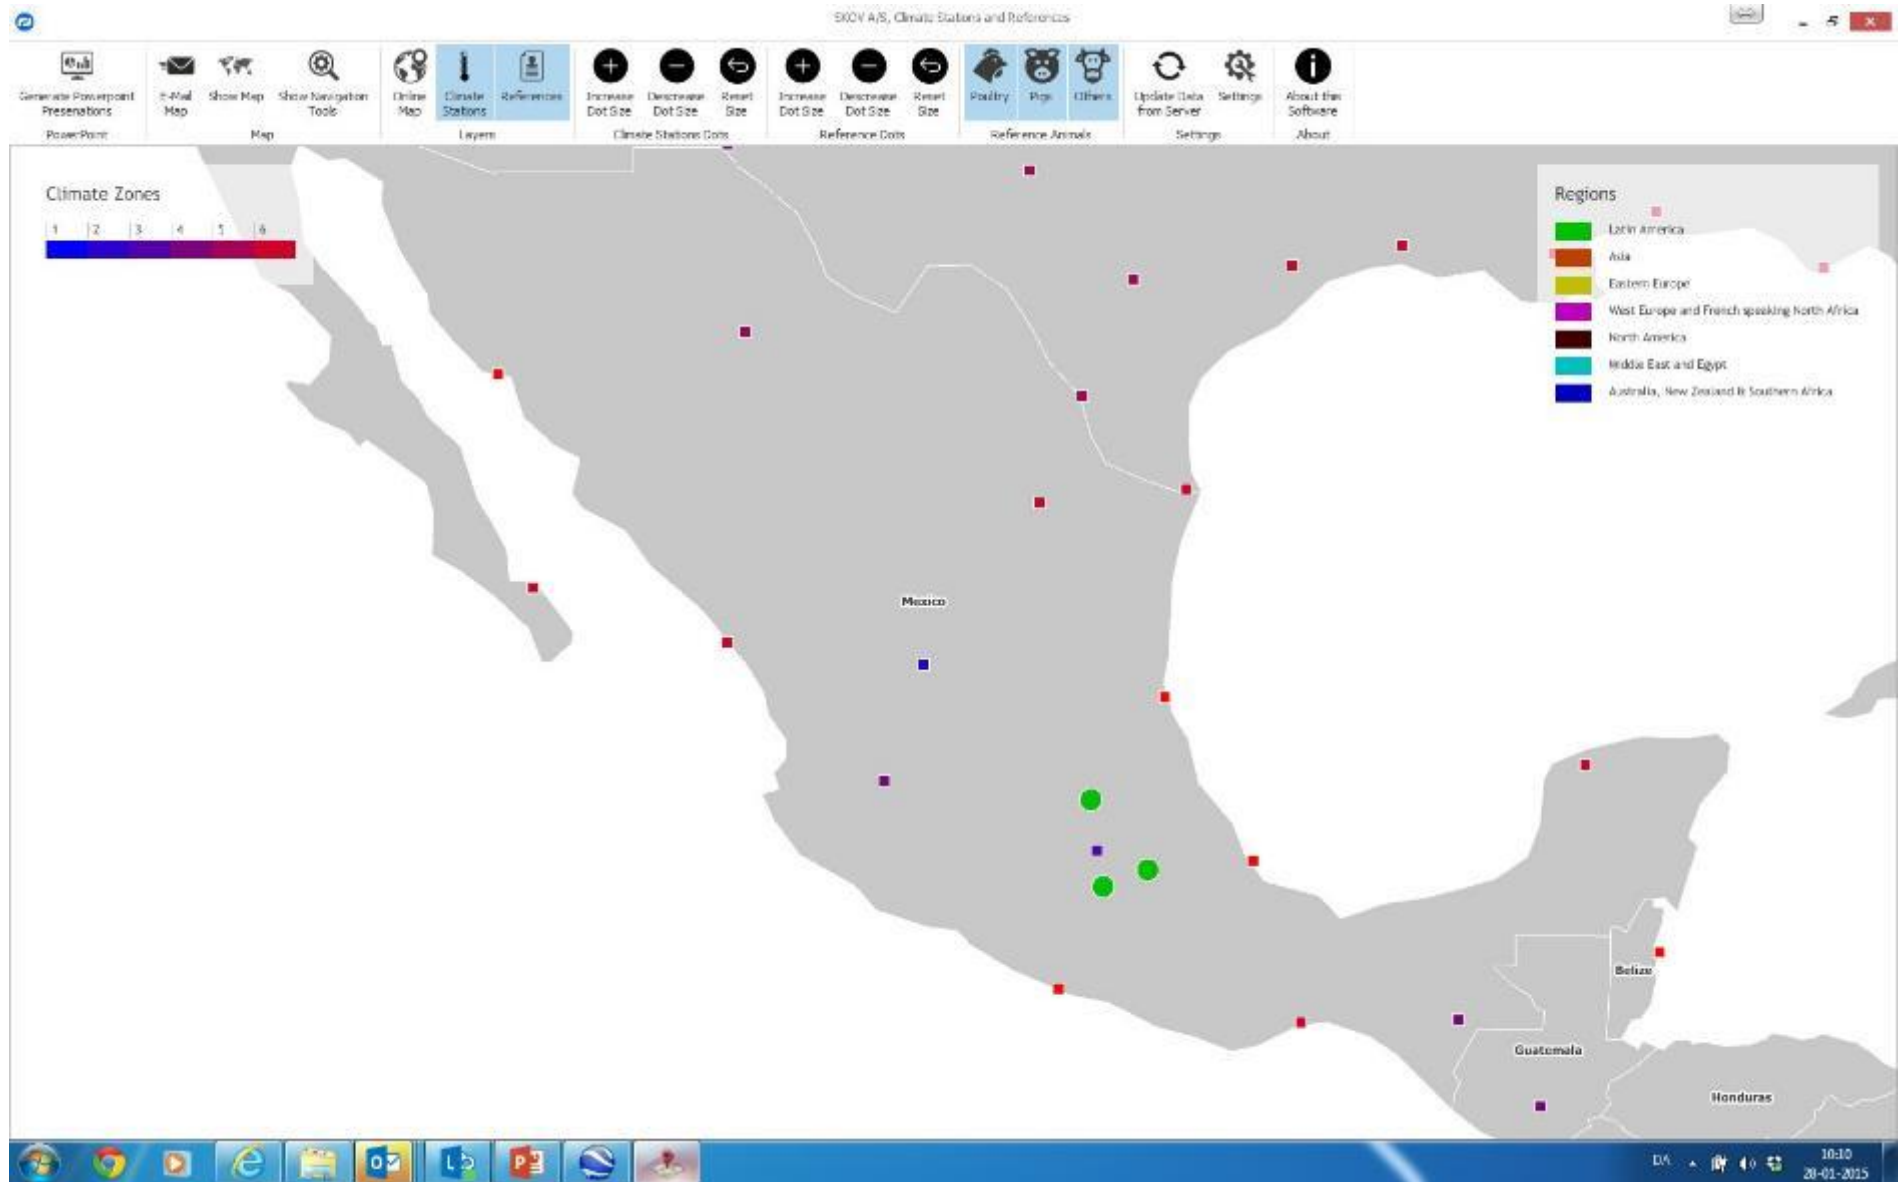 SKOV A/S, Climate Stations and References
Generate Powerpoint
Presenations
E-Mail
Map
Show Map
Show Navigation
Tools
Online
Map
Climate
Stations
References
Increase
Dot Size
Descrease
Dot Size
Reset
Size
Increase
Dot Size
Descrease
Dot Size
Reset
Size
Poultry
Pigs
Others
Update Data
from Server
Settings
About this
Software
PowerPoint
Map
Layers
Climate Stations Dots
Reference Dots
Reference Animals
Settings
About
Climate Zones
1 2 3 4 5 6
Regions
Latin America
Asia
Eastern Europe
West Europe and French speaking North Africa
North America
Middle East and Egypt
Australia, New Zealand & Southern Africa
Mexico
Belize
Guatemala
Honduras
DA
10:10
28-01-2015